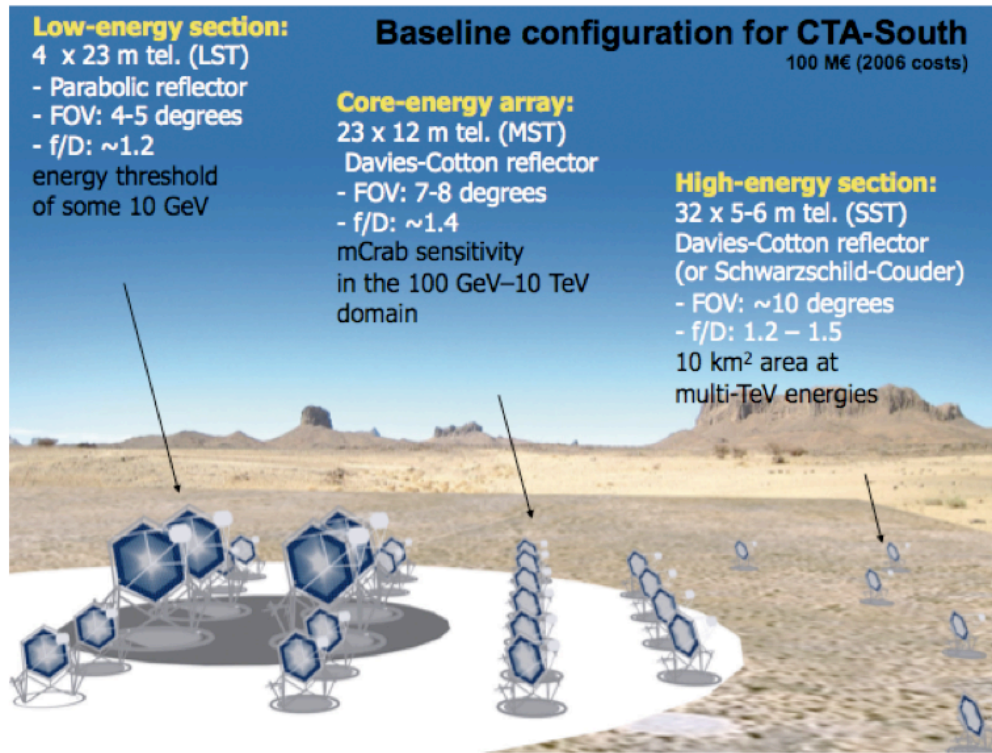 Baseline configuration for CTA-South
100 M€ (2006 costs)
Low-energy section:
4 x 23 m tel. (LST)
- Parabolic reflector
- FOV: 4-5 degrees
- f/D: ~1.2
energy threshold
of some 10 GeV
Core-energy array:
23 x 12 m tel. (MST)
Davies-Cotton reflector
- FOV: 7-8 degrees
- f/D: ~1.4
mCrab sensitivity
in the 100 GeV–10 TeV
domain
High-energy section:
32 x 5-6 m tel. (SST)
Davies-Cotton reflector
(or Schwarzschild-Couder)
- FOV: ~10 degrees
- f/D: 1.2 – 1.5
10 km² area at
multi-TeV energies